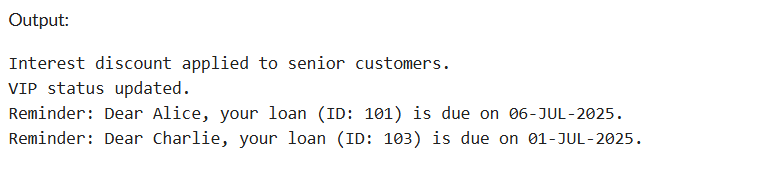 Output:
Interest discount applied to senior customers.
VIP status updated.
Reminder: Dear Alice, your loan (ID: 101) is due on 06-JUL-2025.
Reminder: Dear Charlie, your loan (ID: 103) is due on 01-JUL-2025.